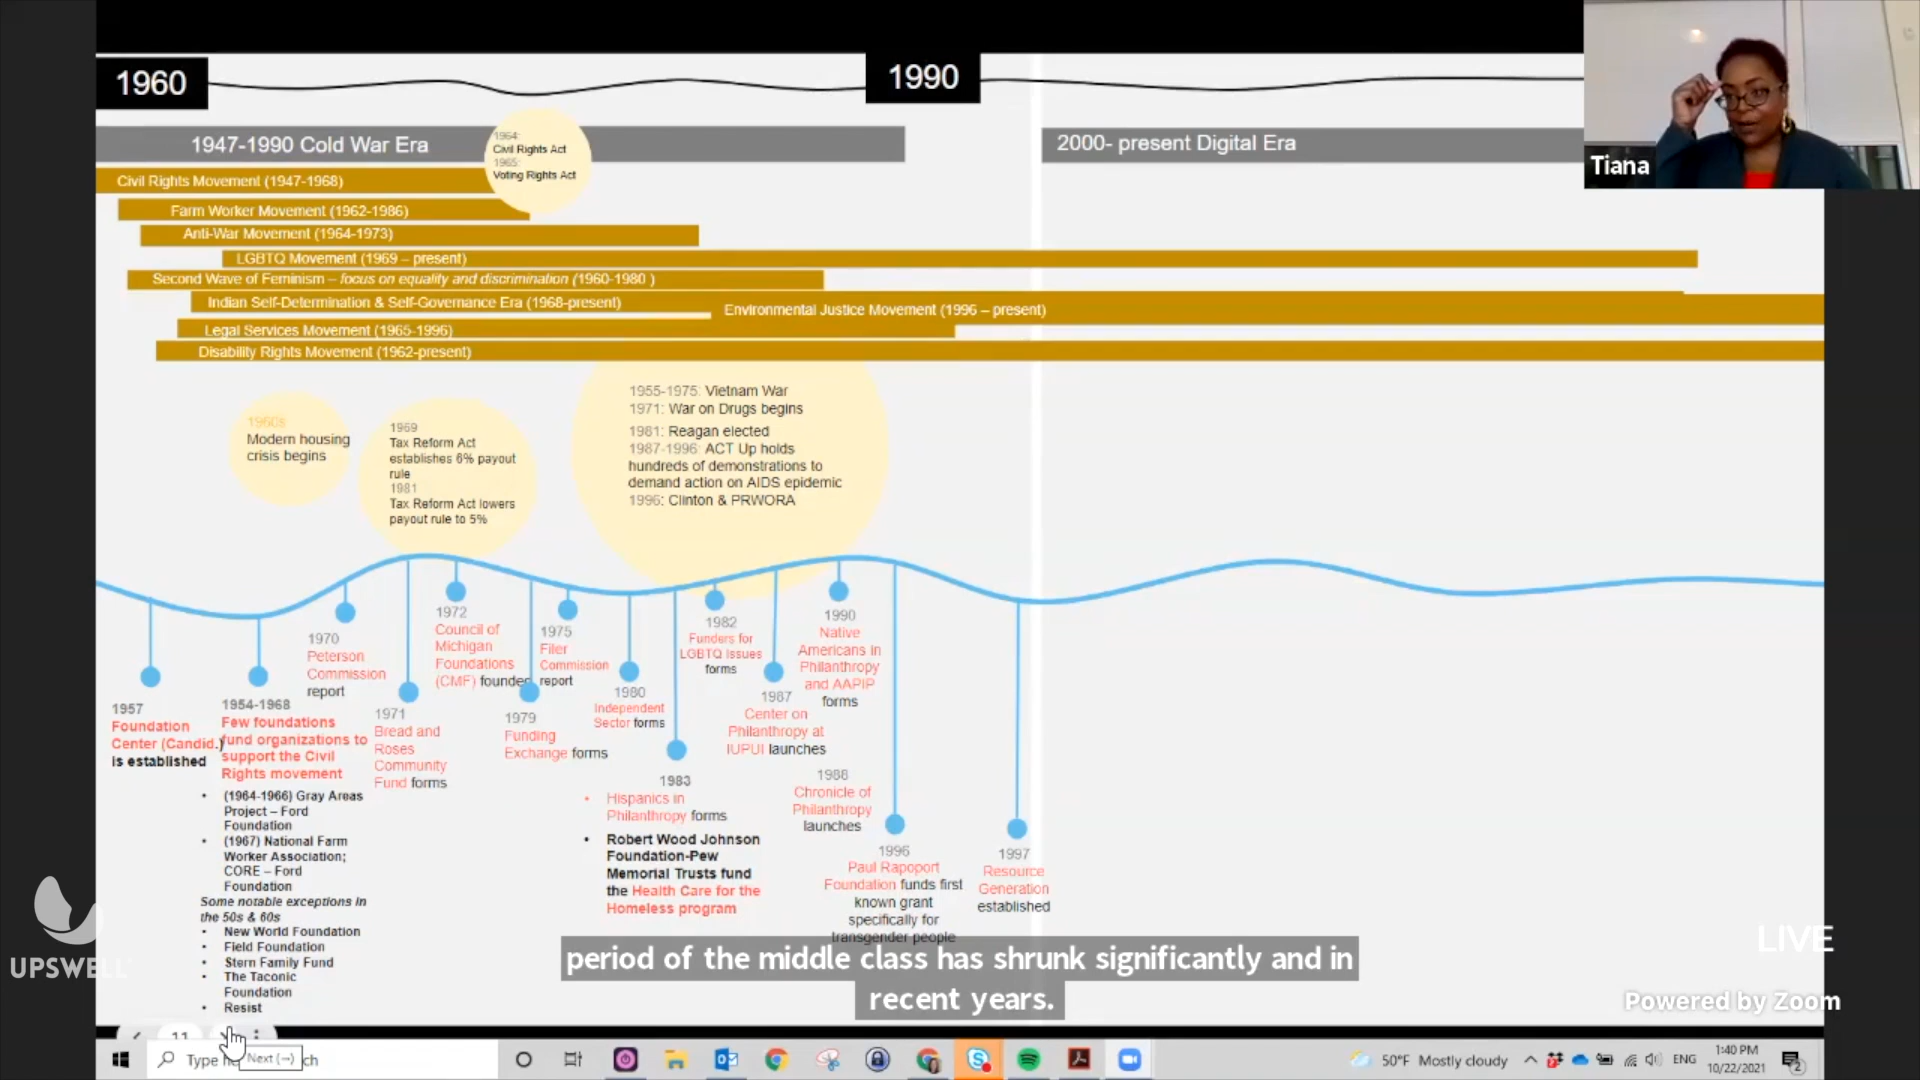 1960
1990
1947-1990 Cold War Era
1964:
Civil Rights Act
1965:
Voting Rights Act
2000- present Digital Era
Tiana
Civil Rights Movement (1947-1968)
Farm Worker Movement (1962-1986)
Anti-War Movement (1964-1973)
LGBTQ Movement (1969 – present)
Second Wave of Feminism – focus on equality and discrimination (1960-1980 )
Indian Self-Determination & Self-Governance Era (1968-present)
Environmental Justice Movement (1996 – present)
Legal Services Movement (1965-1996)
Disability Rights Movement (1962-present)
1960s
Modern housing
crisis begins
1969
Tax Reform Act
establishes 6% payout
rule
1981
Tax Reform Act lowers
payout rule to 5%
1955-1975: Vietnam War
1971: War on Drugs begins
1981: Reagan elected
1987-1996: ACT Up holds
hundreds of demonstrations to
demand action on AIDS epidemic
1996: Clinton & PRWORA
1957
Foundation
Center (Candid.)
is established
1954-1968
Few foundations
fund organizations to
support the Civil
Rights movement
• (1964-1966) Gray Areas
Project – Ford
Foundation
• (1967) National Farm
Worker Association;
CORE – Ford
Foundation
Some notable exceptions in
the 50s & 60s
• New World Foundation
• Field Foundation
• Stern Family Fund
• The Taconic
Foundation
• Resist
1970
Peterson
Commission
report
1971
Bread and
Roses
Community
Fund forms
1972
Council of
Michigan
Foundations
(CMF) founded
1979
Funding
Exchange forms
1975
Filer
Commission
report
1980
Independent
Sector forms
1983
• Hispanics in
Philanthropy forms
• Robert Wood Johnson
Foundation-Pew
Memorial Trusts fund
the Health Care for the
Homeless program
1982
Funders for
LGBTQ Issues
forms
1987
Center on
Philanthropy at
IUPUI launches
1988
Chronicle of
Philanthropy
launches
1990
Native
Americans in
Philanthropy
and AAPIP
forms
1996
Paul Rapoport
Foundation funds first
known grant
specifically for
transgender people
1997
Resource
Generation
established
UPSWELL
LIVE
Powered by Zoom
period of the middle class has shrunk significantly and in
recent years.
11
Type he
Next (→)
ch
50°F Mostly cloudy
ENG
1:40 PM
10/22/2021
2